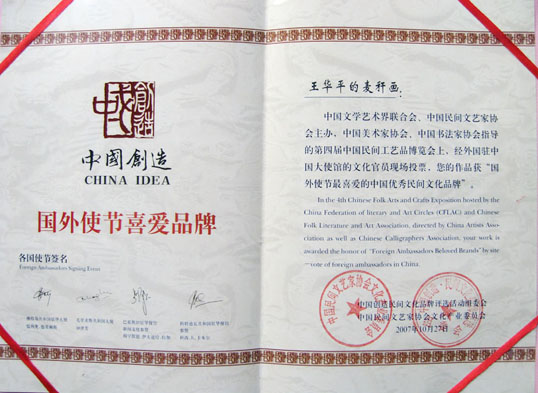 中國創造
CHINA IDEA
国外使节喜爱品牌
各国使节签名
Foreign Ambassadors Signing Event
王华平的麦秆画:
中国文学艺术界联合会、中国民间文艺家协
会主办，中国美术家协会、中国书法家协会指导
的第四届中国民间工艺品博览会上，经外国驻中
国大使馆的文化官员现场投票，您的作品获“国
外使节最喜爱的中国优秀民间文化品牌”。
In the 4th Chinese Folk Arts and Crafts Exposition hosted by the
China Federation of literary and Art Circles (CfLAC) and Chinese
Folk Literature and Art Association, directed by China Artists Asso-
ciation as well as Chinese Calligraphers Association, your work is
awarded the honor of “Foreign Ambassadors Beloved Brands” by site
vote of foreign ambassadors in China.
中国创造民间文化品牌评选活动组委会
中国民间文艺家协会文化产业委员会
2007年10月27日